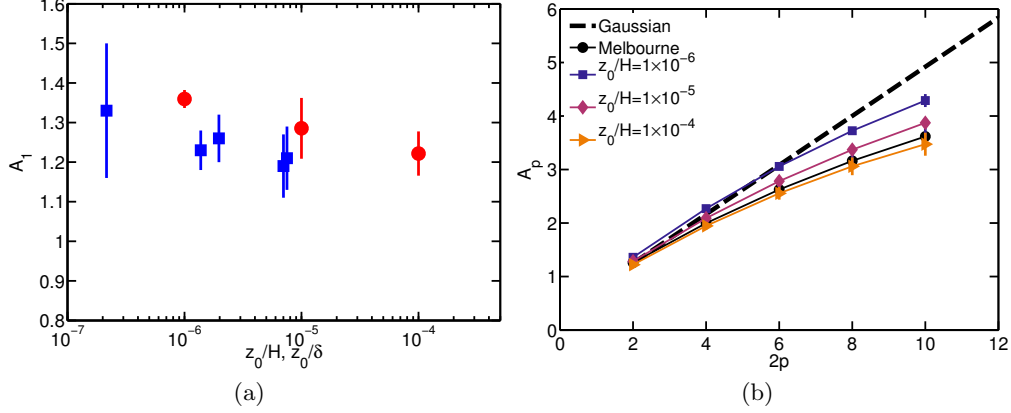 1.6
1.5
1.4
1.3
1.2
1.1
1
0.9
0.8
A₁
10⁻⁷
10⁻⁶
10⁻⁵
10⁻⁴
z₀/H, z₀/δ
(a)
Gaussian
Melbourne
z₀/H=1×10⁻⁶
z₀/H=1×10⁻⁵
z₀/H=1×10⁻⁴
6
5
4
3
2
1
0
Aₚ
0
2
4
6
8
10
12
2p
(b)